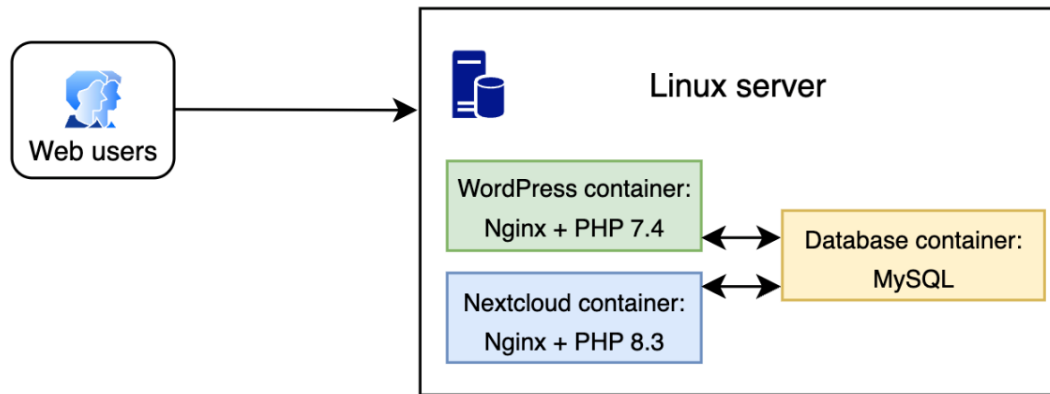 Web users
Linux server
WordPress container:
Nginx + PHP 7.4
Database container:
MySQL
Nextcloud container:
Nginx + PHP 8.3